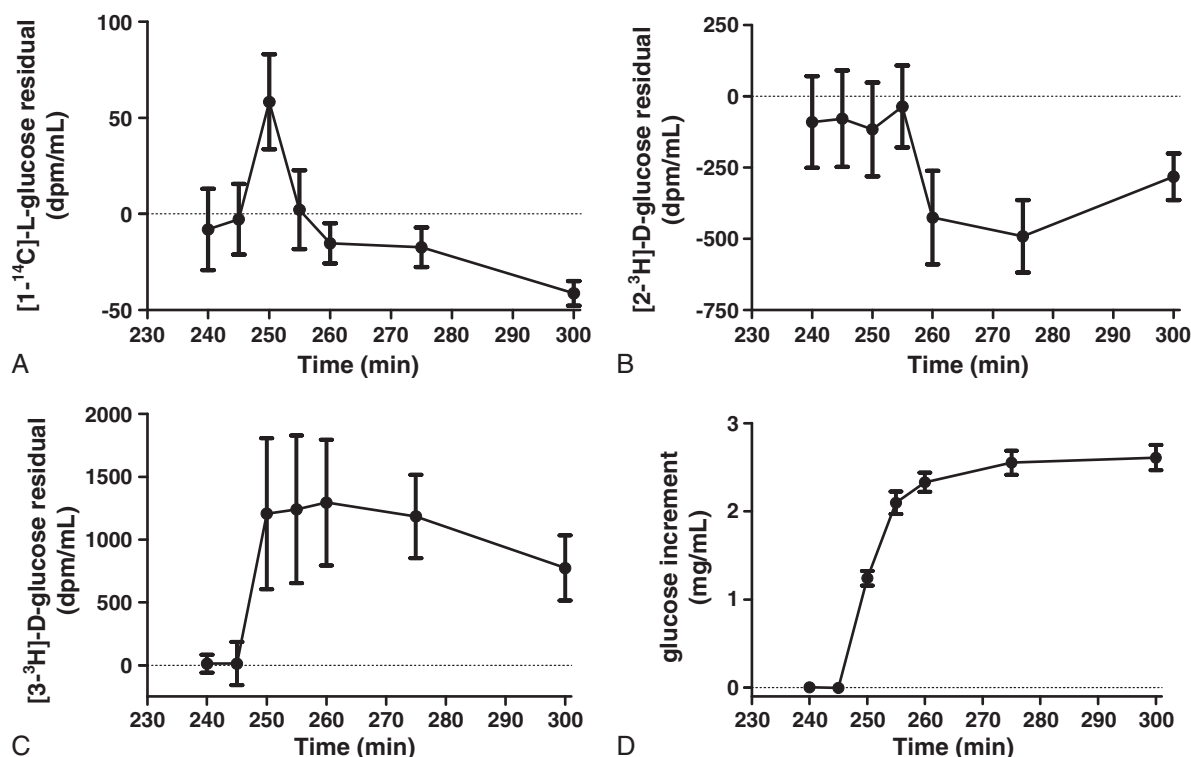 [1-¹⁴C]-L-glucose residual
(dpm/mL)
100
50
0
-50
230 240 250 260 270 280 290 300
Time (min)
A
[2-³H]-D-glucose residual
(dpm/mL)
250
0
-250
-500
-750
230 240 250 260 270 280 290 300
Time (min)
B
[3-³H]-D-glucose residual
(dpm/mL)
2000
1500
1000
500
0
230 240 250 260 270 280 290 300
Time (min)
C
glucose increment
(mg/mL)
3
2
1
0
230 240 250 260 270 280 290 300
Time (min)
D